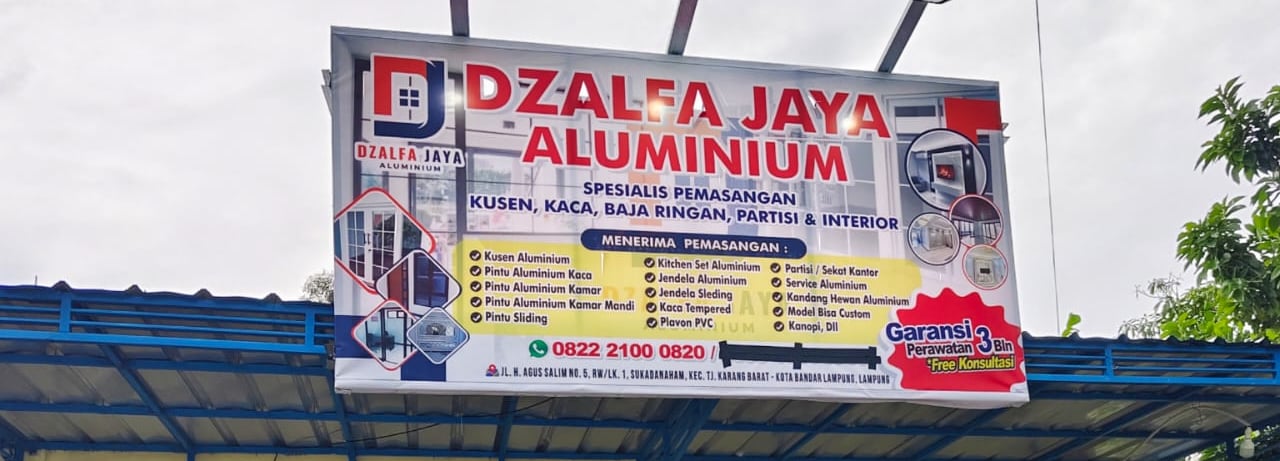 DZALFA JAYA
ALUMINIUM
DZALFA JAYA
ALUMINIUM
SPESIALIS PEMASANGAN
KUSEN, KACA, BAJA RINGAN, PARTISI & INTERIOR
MENERIMA PEMASANGAN :
Kusen Aluminium
Pintu Aluminium Kaca
Pintu Aluminium Kamar
Pintu Aluminium Kamar Mandi
Pintu Sliding
Kitchen Set Aluminium
Jendela Aluminium
Jendela Sleding
Kaca Tempered
Plavon PVC
Partisi / Sekat Kantor
Service Aluminium
Kandang Hewan Aluminium
Model Bisa Custom
Kanopi, Dll
Garansi 3 Bln
Perawatan
*Free Konsultasi
0822 2100 0820 /
JL. H. AGUS SALIM NO. 5, RW/LK. 1, SUKADANAHAM, KEC. TJ. KARANG BARAT - KOTA BANDAR LAMPUNG, LAMPUNG